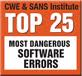 CWE & SANS Institute
TOP 25
MOST DANGEROUS
SOFTWARE
ERRORS